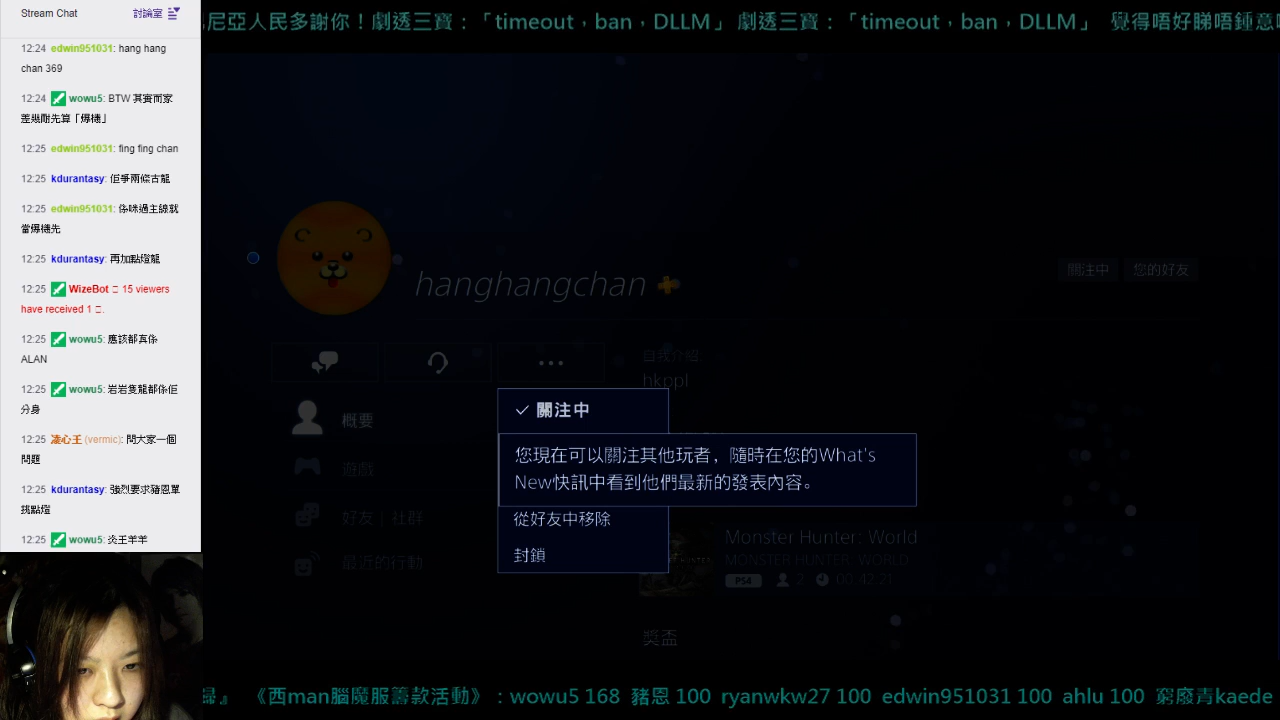 Stream Chat
討論室
尼亞人民多謝你！劇透三寶：「timeout，ban，DLLM」 劇透三寶：「timeout，ban，DLLM」 覺得唔好睇唔鍾意
12:24 edwin951031: hang hang
chan 369
12:24 wowu5: BTW 其實而家
差幾耐先算「爆機」
12:25 edwin951031: fing fing chan
12:25 kdurantasy: 佢爭兩條古龍
12:25 edwin951031: 係咪過主線就
當爆機先
12:25 kdurantasy: 再加點燈龍
12:25 WizeBot 15 viewers
have received 1
12:25 wowu5: 應該都真係
ALAN
12:25 wowu5: 岩岩隻龍都係佢
分身
12:25 凌心王 (vermic): 問大家一個
問題
12:25 kdurantasy: 強烈要求豬恩單
挑點燈
12:25 wowu5: 炎王羊羊
hanghangchan
關注中
您的好友
自我介紹
hkppl
概要
遊戲
好友 | 社群
最近的行動
✓ 關注中
您現在可以關注其他玩者，隨時在您的What's
New快訊中看到他們最新的發表內容。
從好友中移除
封鎖
Monster Hunter: World
MONSTER HUNTER: WORLD
PS4 2 00:42:21
獎盃
歸』 《西man腦魔服籌款活動》：wowu5 168 豬恩 100 ryanwkw27 100 edwin951031 100 ahlu 100 窮廢青kaede